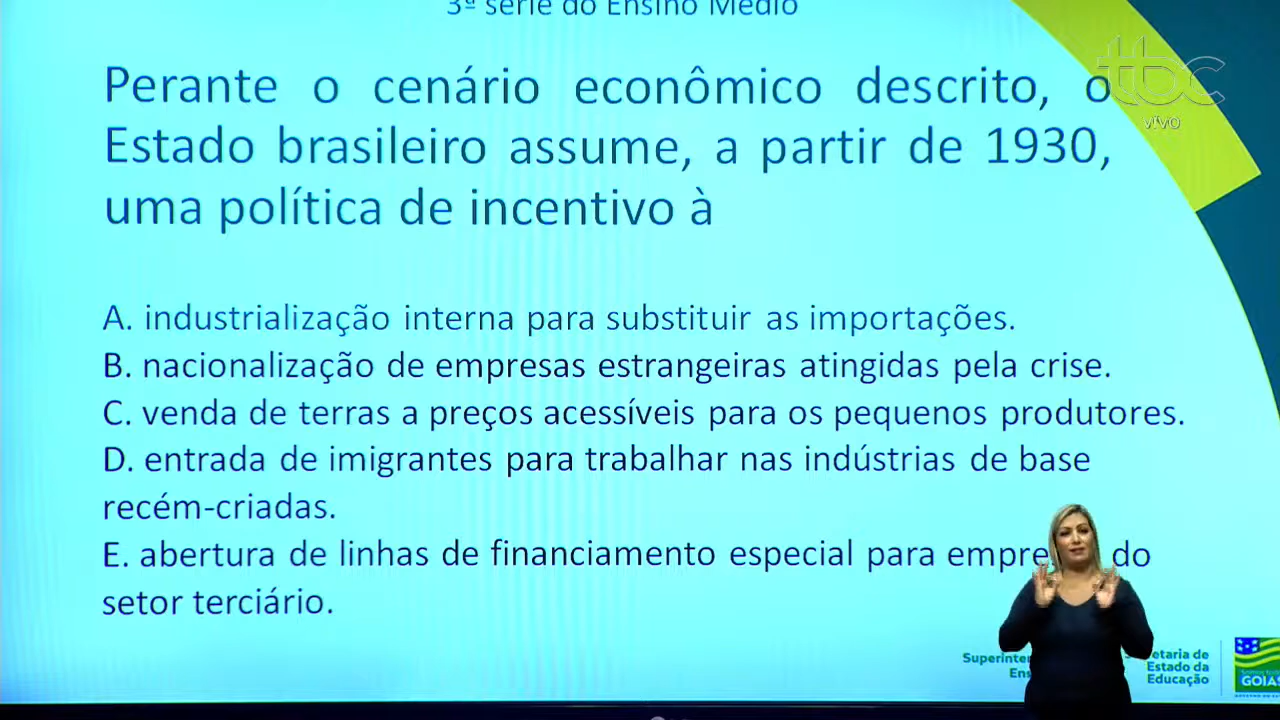 3ª série do Ensino Médio
Perante o cenário econômico descrito, o
Estado brasileiro assume, a partir de 1930,
uma política de incentivo à
A. industrialização interna para substituir as importações.
B. nacionalização de empresas estrangeiras atingidas pela crise.
C. venda de terras a preços acessíveis para os pequenos produtores.
D. entrada de imigrantes para trabalhar nas indústrias de base
recém-criadas.
E. abertura de linhas de financiamento especial para do
setor terciário.
tbc
vivo
Estado da
Educação
GOIÁS